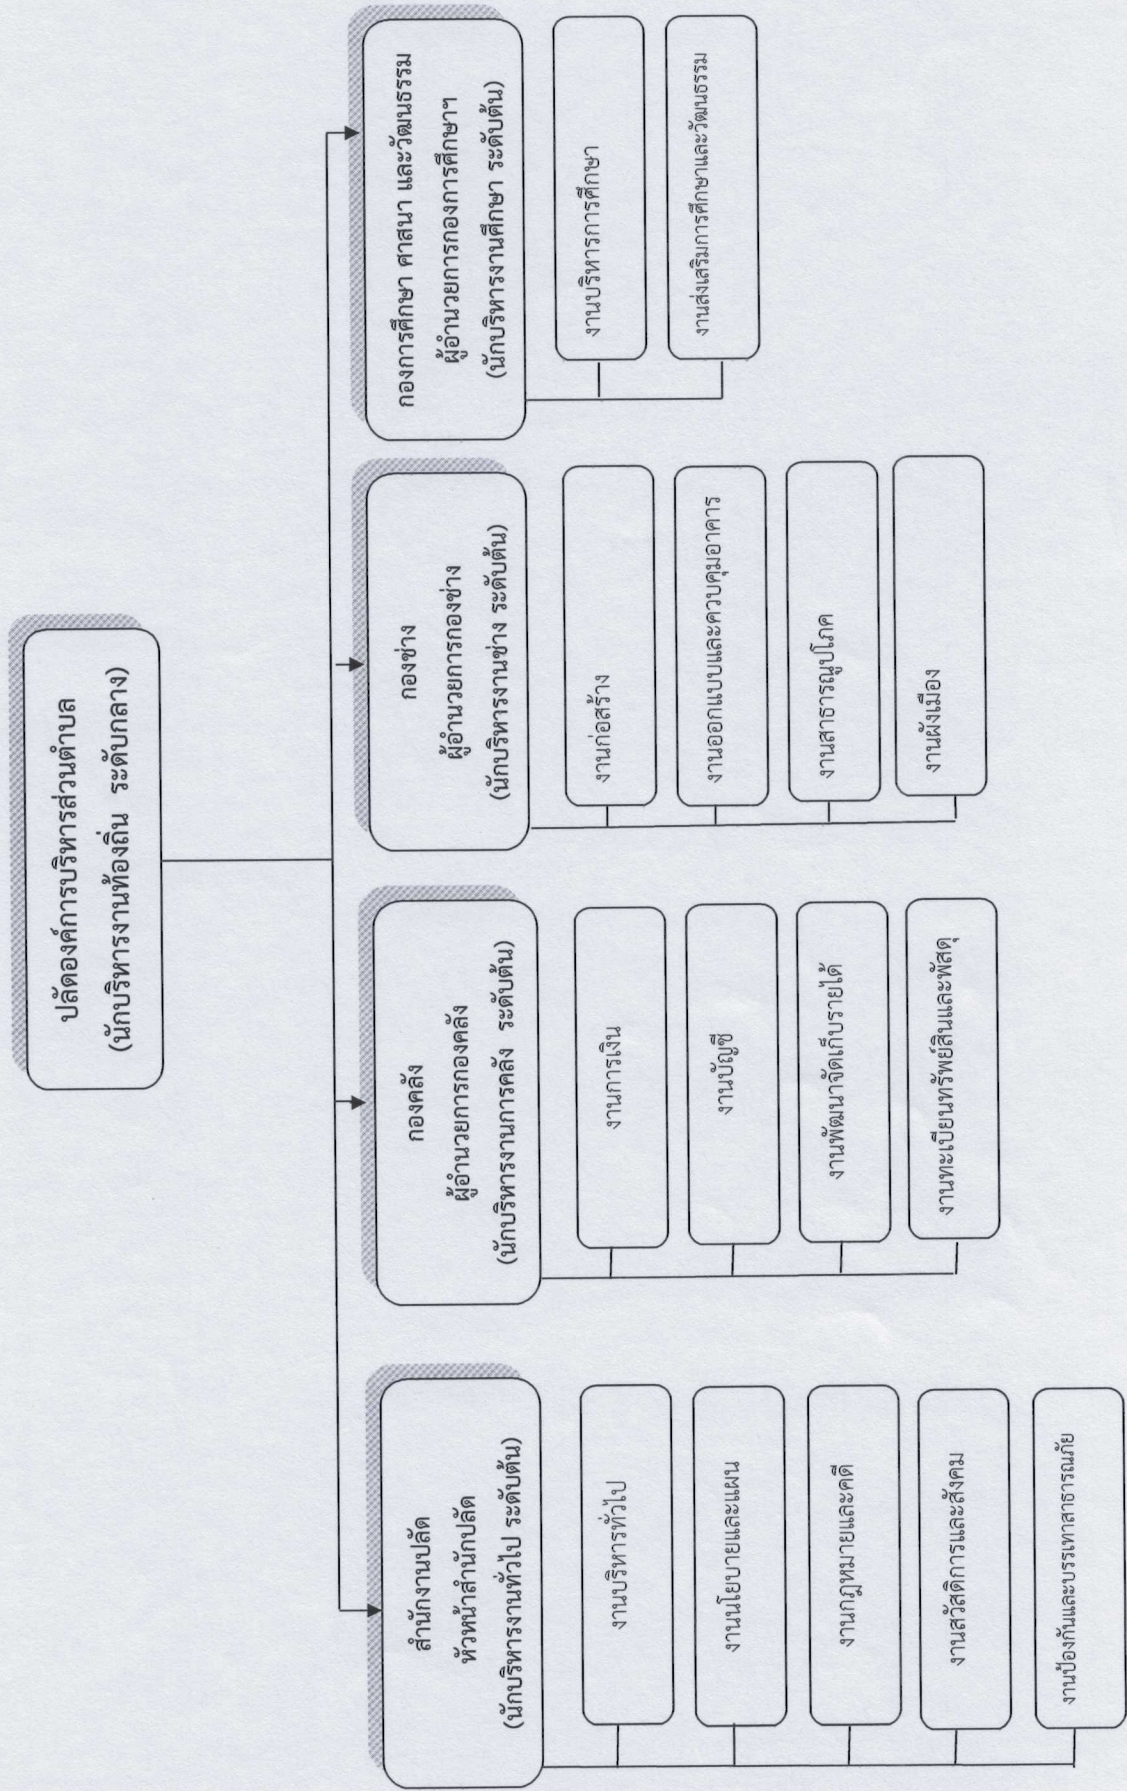 ปลัดองค์การบริหารส่วนตำบล
(นักบริหารงานท้องถิ่น ระดับกลาง)
สำนักงานปลัด
หัวหน้าสำนักปลัด
(นักบริหารงานทั่วไป ระดับต้น)
งานบริหารทั่วไป
งานนโยบายและแผน
งานกฎหมายและคดี
งานสวัสดิการและสังคม
งานป้องกันและบรรเทาสาธารณภัย
กองคลัง
ผู้อำนวยการกองคลัง
(นักบริหารงานการคลัง ระดับต้น)
งานการเงิน
งานบัญชี
งานพัฒนาจัดเก็บรายได้
งานทะเบียนทรัพย์สินและพัสดุ
กองช่าง
ผู้อำนวยการกองช่าง
(นักบริหารงานช่าง ระดับต้น)
งานก่อสร้าง
งานออกแบบและควบคุมอาคาร
งานสาธารณูปโภค
งานผังเมือง
กองการศึกษา ศาสนา และวัฒนธรรม
ผู้อำนวยการกองการศึกษาฯ
(นักบริหารงานศึกษา ระดับต้น)
งานบริหารการศึกษา
งานส่งเสริมการศึกษาและวัฒนธรรม